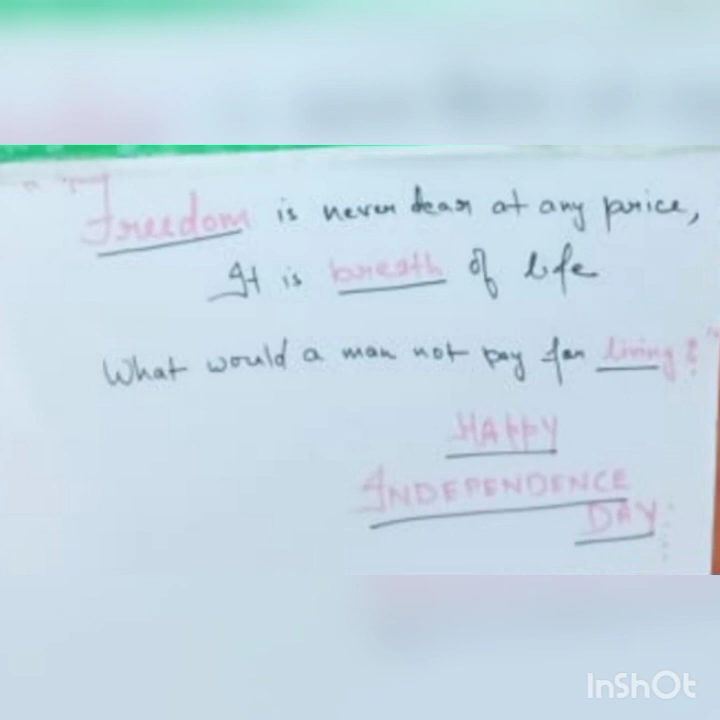 "Freedom is never dear at any price,
It is breath of life
What would a man not pay for living?"
HAPPY
INDEPENDENCE
DAY....
InShOt